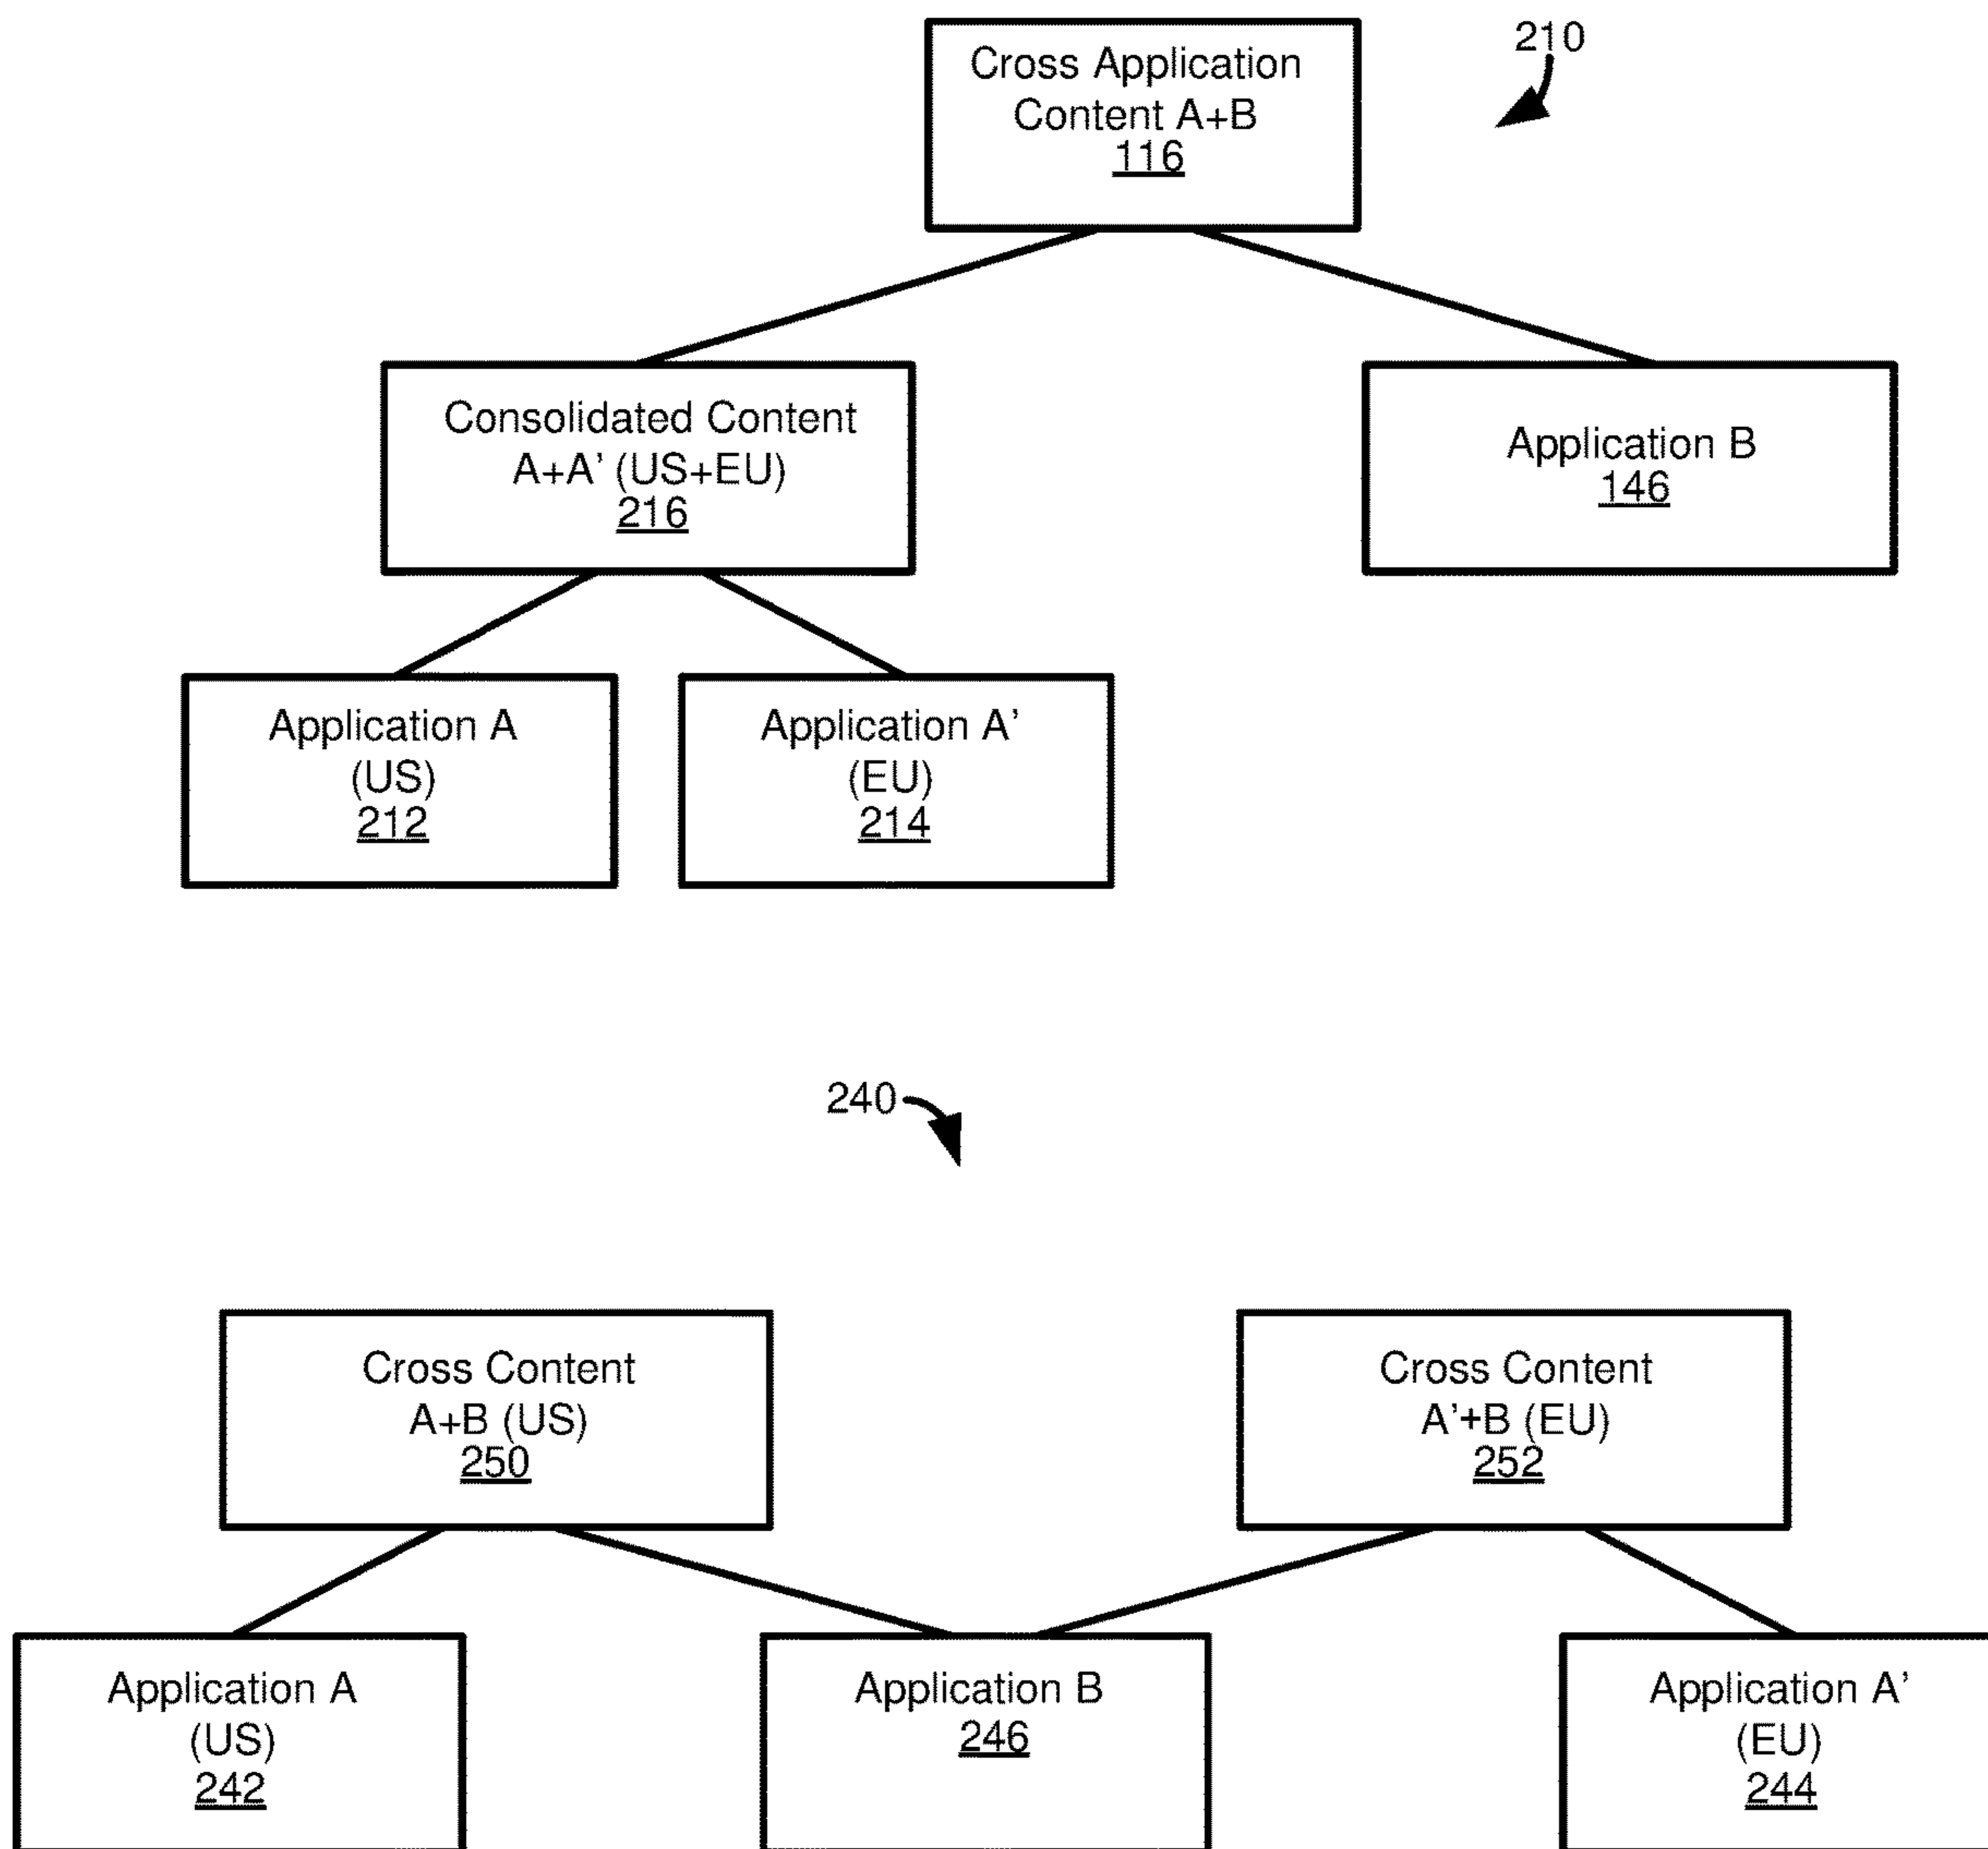 210
Cross Application
Content A+B
116
Consolidated Content
A+A' (US+EU)
216
Application B
146
Application A
(US)
212
Application A'
(EU)
214
240
Cross Content
A+B (US)
250
Cross Content
A'+B (EU)
252
Application A
(US)
242
Application B
246
Application A'
(EU)
244